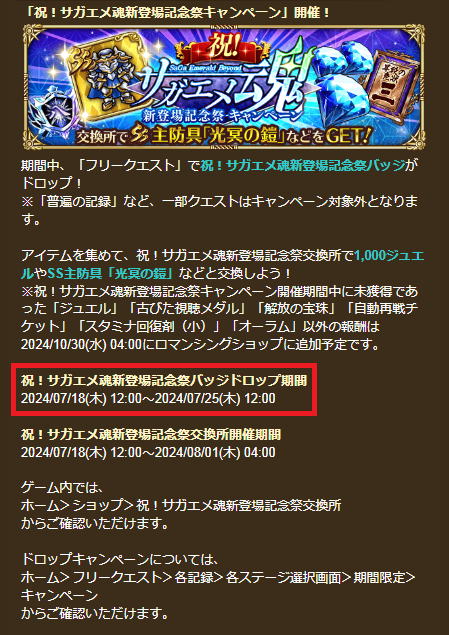 「祝！サガエメ魂新登場記念祭キャンペーン」開催！
祝!
SaGa Emerald Beyond
サガエメ魂
新登場記念祭 キャンペーン
交換所でSS主防具「光冥の鎧」などをGET!
期間中、「フリークエスト」で祝！サガエメ魂新登場記念祭バッジが
ドロップ！
※「普遍の記録」など、一部クエストはキャンペーン対象外となりま
す。
アイテムを集めて、祝！サガエメ魂新登場記念祭交換所で1,000ジュエ
ルやSS主防具「光冥の鎧」などと交換しよう！
※祝！サガエメ魂新登場記念祭キャンペーン開催期間中に未獲得であ
った「ジュエル」「古びた視聴メダル」「解放の宝珠」「自動再戦チ
ケット」「スタミナ回復剤（小）」「オーラム」以外の報酬は
2024/10/30(水) 04:00にロマンシングショップに追加予定です。
祝！サガエメ魂新登場記念祭バッジドロップ期間
2024/07/18(木) 12:00～2024/07/25(木) 12:00
祝！サガエメ魂新登場記念祭交換所開催期間
2024/07/18(木) 12:00～2024/08/01(木) 04:00
ゲーム内では、
ホーム＞ショップ＞祝！サガエメ魂新登場記念祭交換所
からご確認いただけます。
ドロップキャンペーンについては、
ホーム＞フリークエスト＞各記録＞各ステージ選択画面＞期間限定＞
キャンペーン
からご確認いただけます。